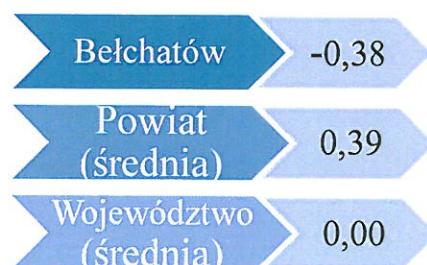 Bełchatów
-0,38
Powiat
(średnia)
0,39
Województwo
(średnia)
0,00